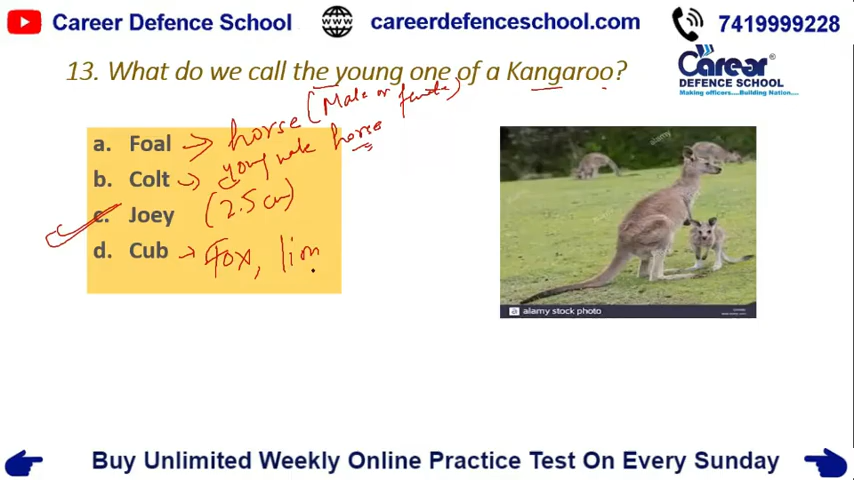 Career Defence School careerdefenceschool.com 7419999228
13. What do we call the young one of a Kangaroo?
Career
DEFENCE SCHOOL
Making officers..!Building Nation...
a. Foal → horse (Male or female)
b. Colt → young male horse
c. Joey (2.5 cm)
d. Cub → Fox, lion
alamy
a alamy stock photo
Buy Unlimited Weekly Online Practice Test On Every Sunday